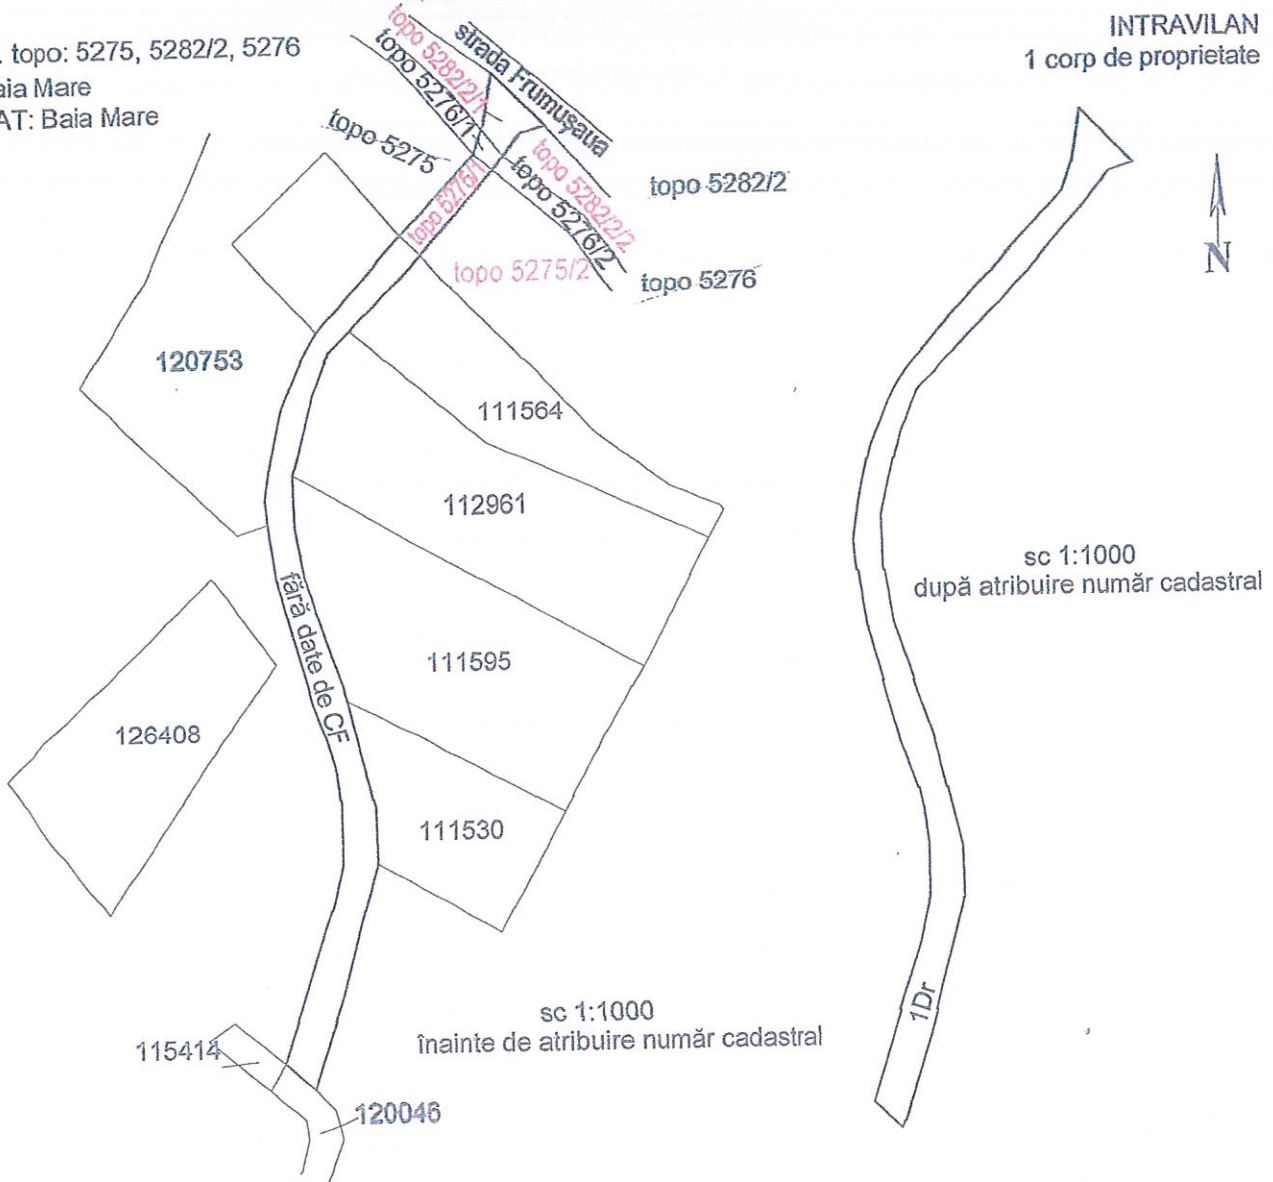 topo: 5275, 5282/2, 5276
Baia Mare
AT: Baia Mare
INTRAVILAN
1 corp de proprietate
topo 5282/2/1
strada Frumușaua
topo 5276/1
topo 5275
topo 5275/1
topo 5282/2/2
topo 5276/2
topo 5282/2
topo 5275/2
topo 5276
N
120753
111564
112961
sc 1:1000
după atribuire număr cadastral
fără date de CF
111595
126408
111530
1Dr
sc 1:1000
înainte de atribuire număr cadastral
115414
120046